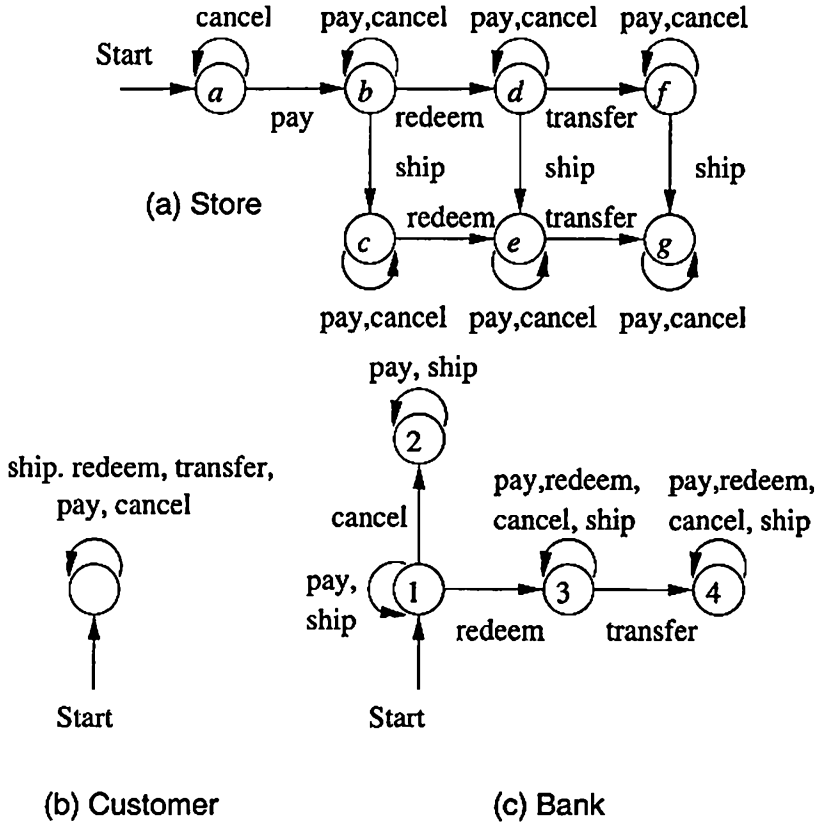 cancel pay,cancel pay,cancel pay,cancel
Start
a b d f
pay redeem transfer
ship ship ship
(a) Store
redeem transfer
c e g
pay,cancel pay,cancel pay,cancel
pay, ship
2
ship. redeem, transfer,
pay, cancel
pay,redeem,
cancel, ship
pay,redeem,
cancel, ship
cancel
pay,
ship
1 3 4
redeem transfer
Start Start
(b) Customer (c) Bank